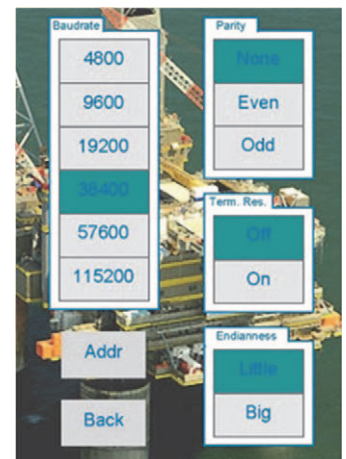 Baudrate
4800
9600
19200
38400
57600
115200
Addr
Back
Parity
None
Even
Odd
Term. Res.
Off
On
Endianness
Little
Big